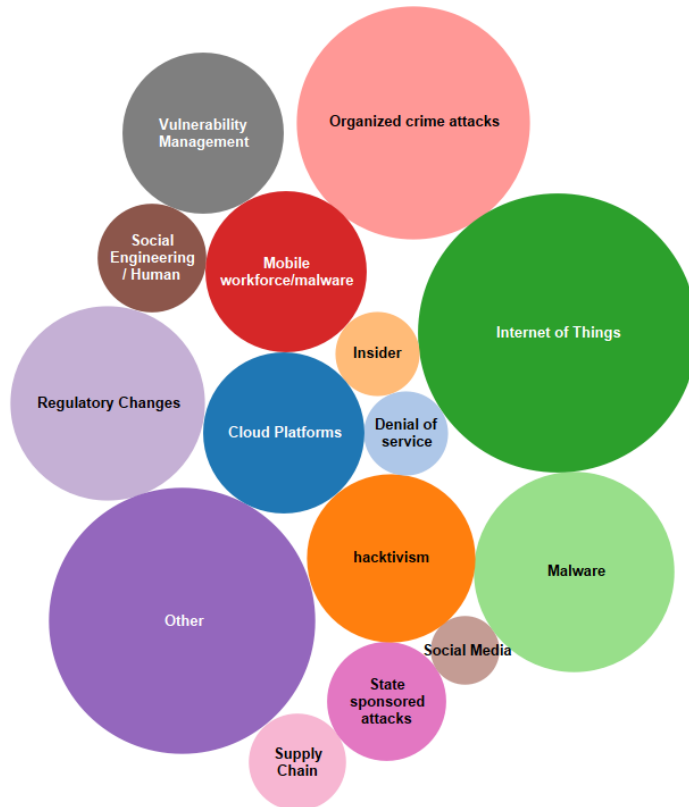 Organized crime attacks
Vulnerability
Management
Social
Engineering
/ Human
Mobile
workforce/malware
Internet of Things
Insider
Regulatory Changes
Cloud Platforms
Denial of
service
hacktivism
Malware
Other
Social Media
State
sponsored
attacks
Supply
Chain